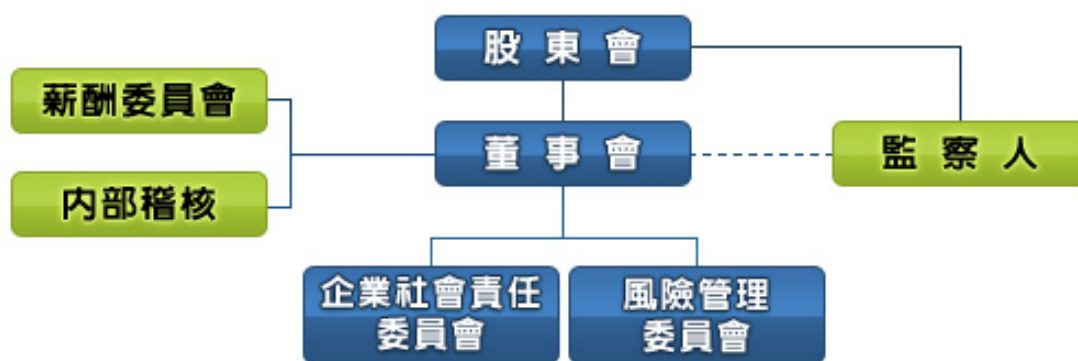 股東會
薪酬委員會
董事會
監察人
內部稽核
企業社會責任
委員會
風險管理
委員會